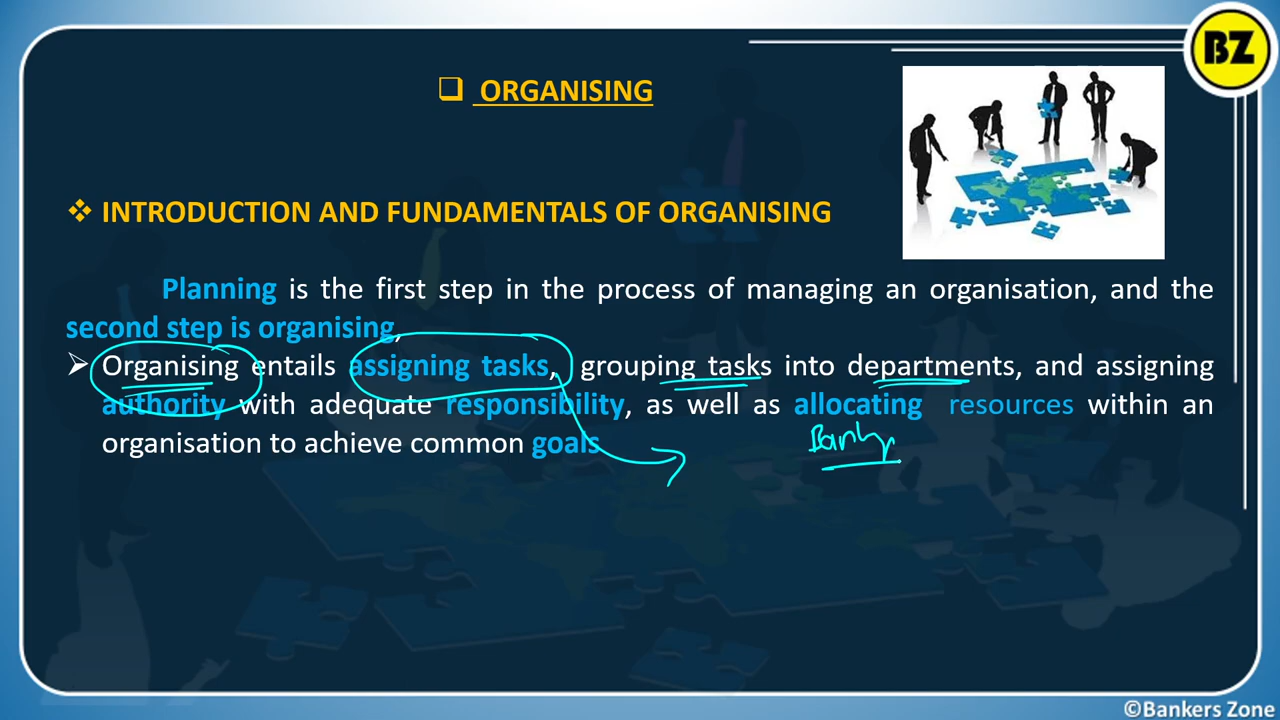 BZ
ORGANISING
INTRODUCTION AND FUNDAMENTALS OF ORGANISING
Planning is the first step in the process of managing an organisation, and the
second step is organising,
Organising entails assigning tasks, grouping tasks into departments, and assigning
authority with adequate responsibility, as well as allocating resources within an
organisation to achieve common goals
©Bankers Zone